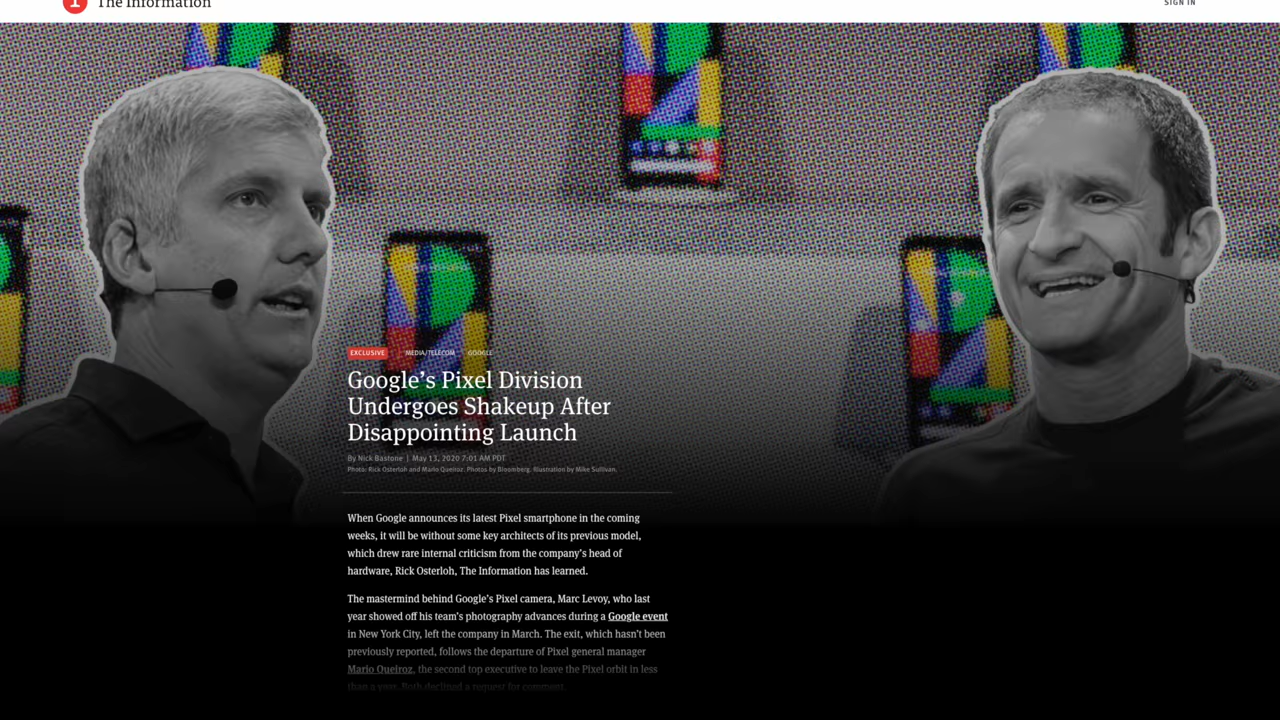 1 The Information
SIGN IN
EXCLUSIVE | MEDIA/TELECOM GOOGLE
Google's Pixel Division
Undergoes Shakeup After
Disappointing Launch
By Nick Bastone | May 13, 2020 7:01 AM PDT
Photo: Rick Osterloh and Mario Queiroz. Photos by Bloomberg. Illustration by Mike Sullivan.
When Google announces its latest Pixel smartphone in the coming
weeks, it will be without some key architects of its previous model,
which drew rare internal criticism from the company's head of
hardware, Rick Osterloh, The Information has learned.
The mastermind behind Google's Pixel camera, Marc Levoy, who last
year showed off his team's photography advances during a Google event
in New York City, left the company in March. The exit, which hasn't been
previously reported, follows the departure of Pixel general manager
Mario Queiroz, the second top executive to leave the Pixel orbit in less
than a year. Both declined a request for comment.